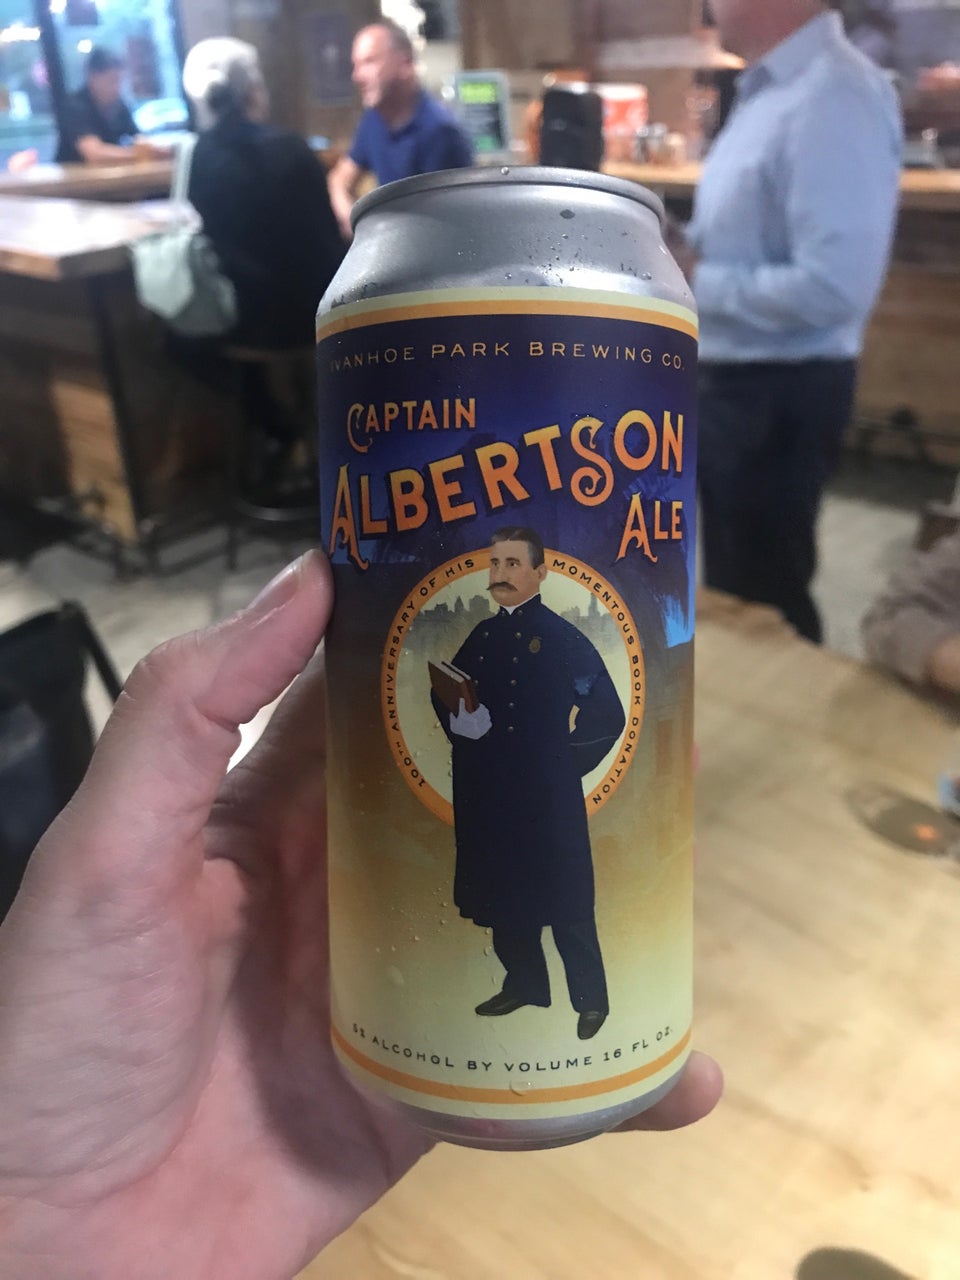 IVANHOE PARK BREWING CO.
CAPTAIN
ALBERTSON
ALE
100TH ANNIVERSARY OF HIS MOMENTOUS BOOK DONATION
6% ALCOHOL BY VOLUME 16 FL OZ.